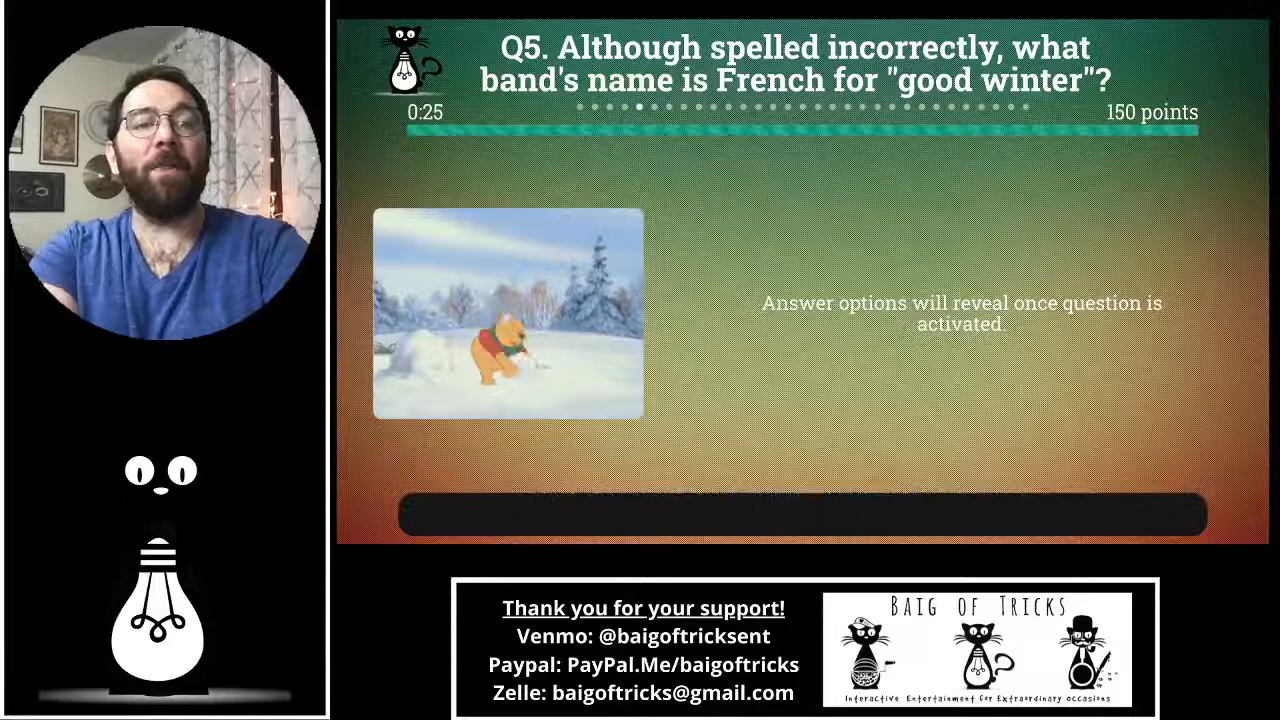 Q5. Although spelled incorrectly, what
band's name is French for "good winter"?
0:25
150 points
Answer options will reveal once question is
activated.
Thank you for your support!
Venmo: @baigoftricksent
Paypal: PayPal.Me/baigoftricks
Zelle: baigoftricks@gmail.com
BAIG OF TRICKS
Interactive Entertainment for Extraordinary occasions